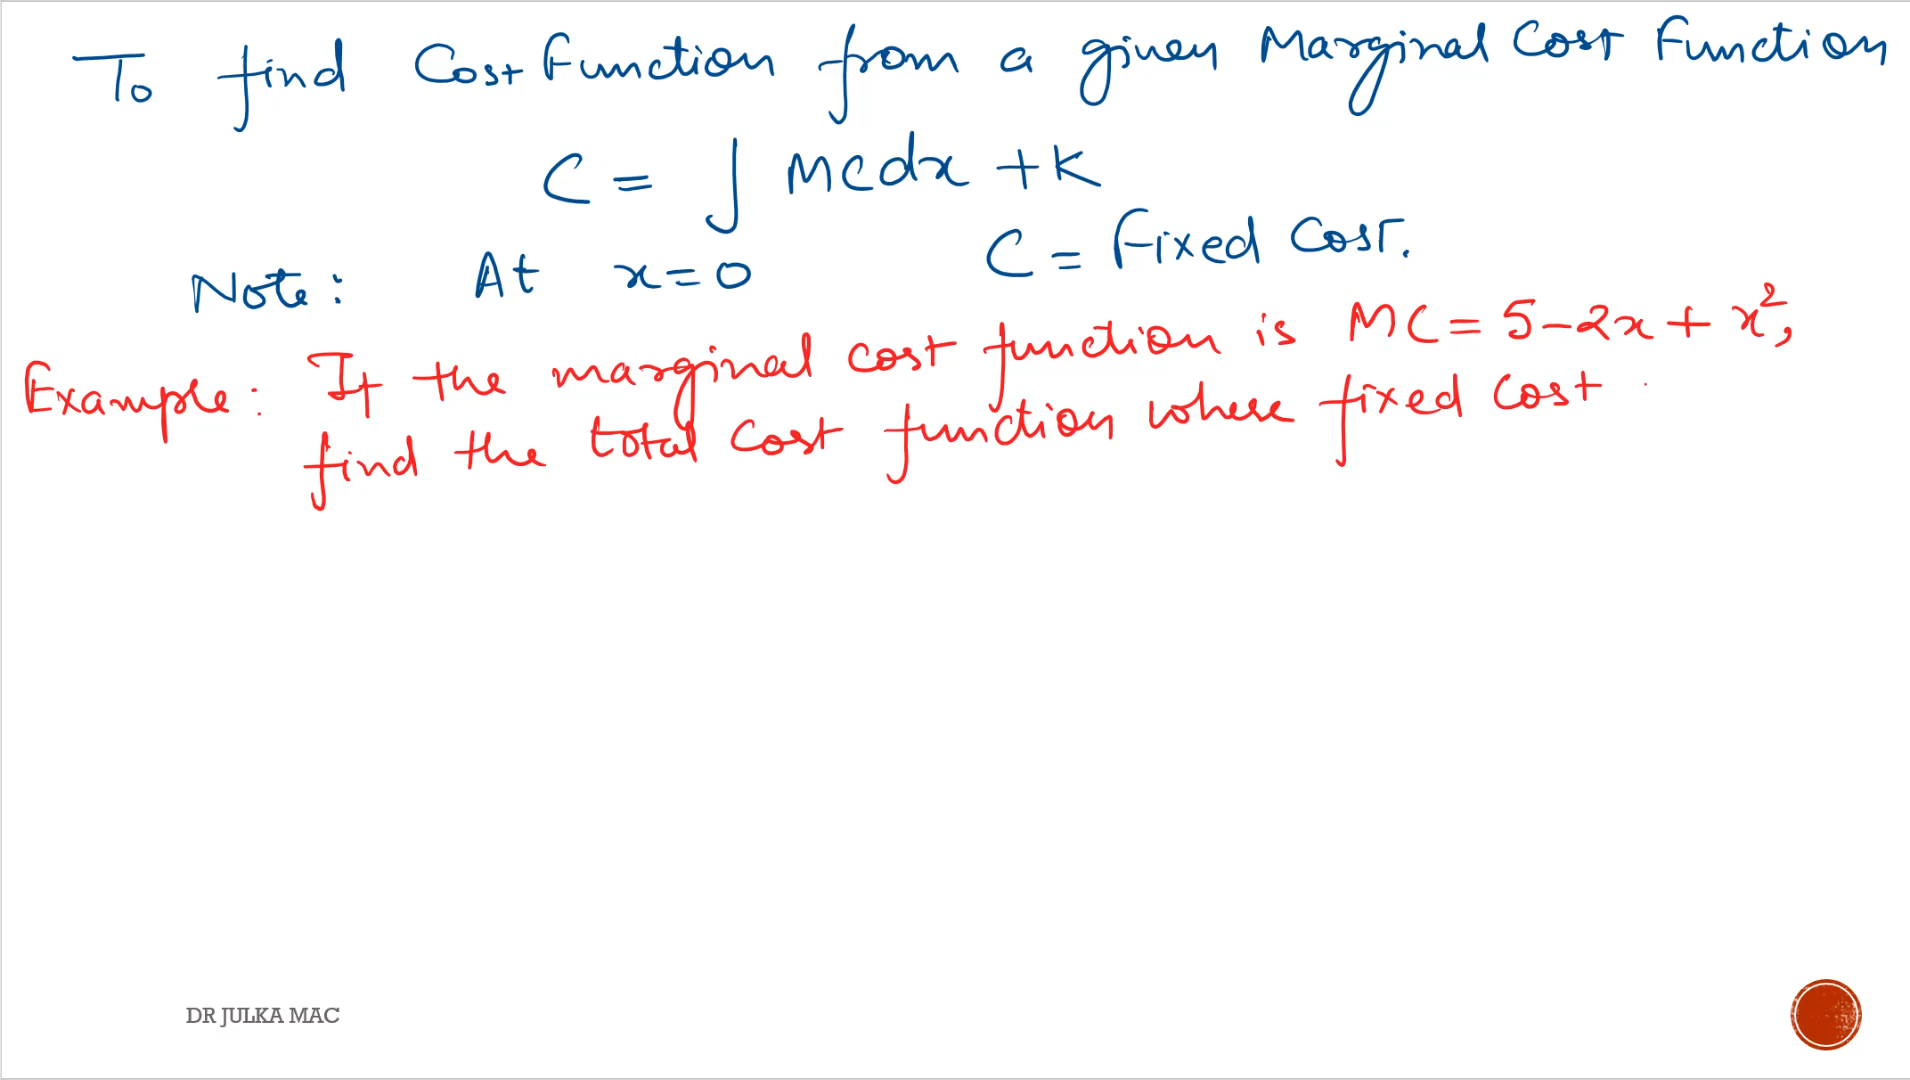 To find Cost Function from a given Marginal Cost Function
C = ∫ MCdx + K
Note: At x=0 C = Fixed Cost.
Example: If the marginal cost function is MC = 5-2x+x²,
find the total cost function where fixed cost
DR JULKA MAC